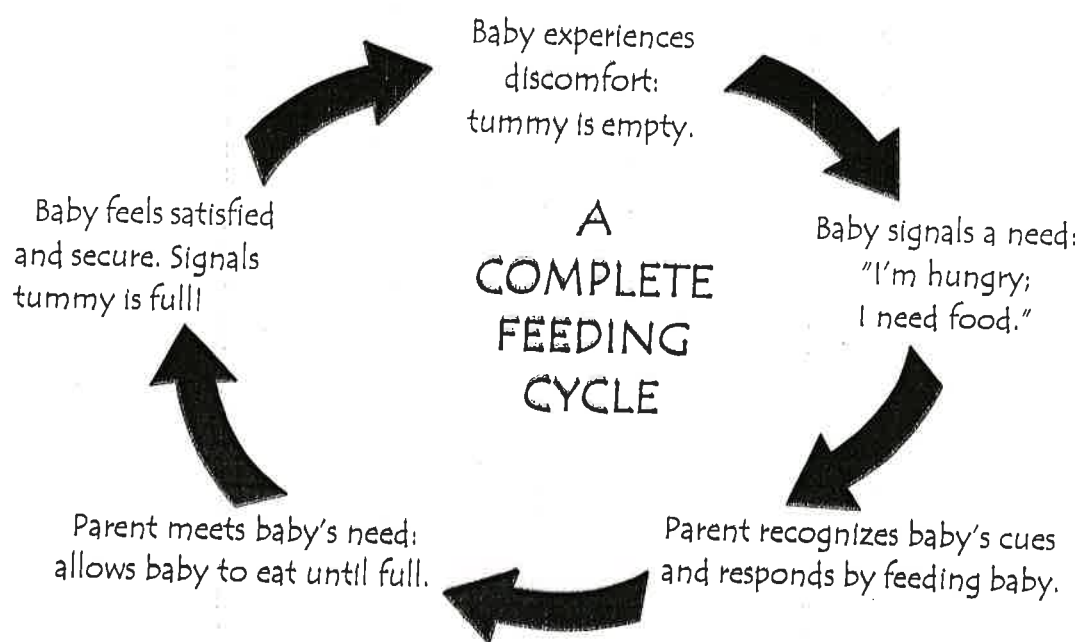 Baby experiences
discomfort:
tummy is empty.
Baby signals a need:
"I'm hungry;
I need food."
Parent recognizes baby's cues
and responds by feeding baby.
Parent meets baby's need:
allows baby to eat until full.
Baby feels satisfied
and secure. Signals
tummy is full!
A
COMPLETE
FEEDING
CYCLE